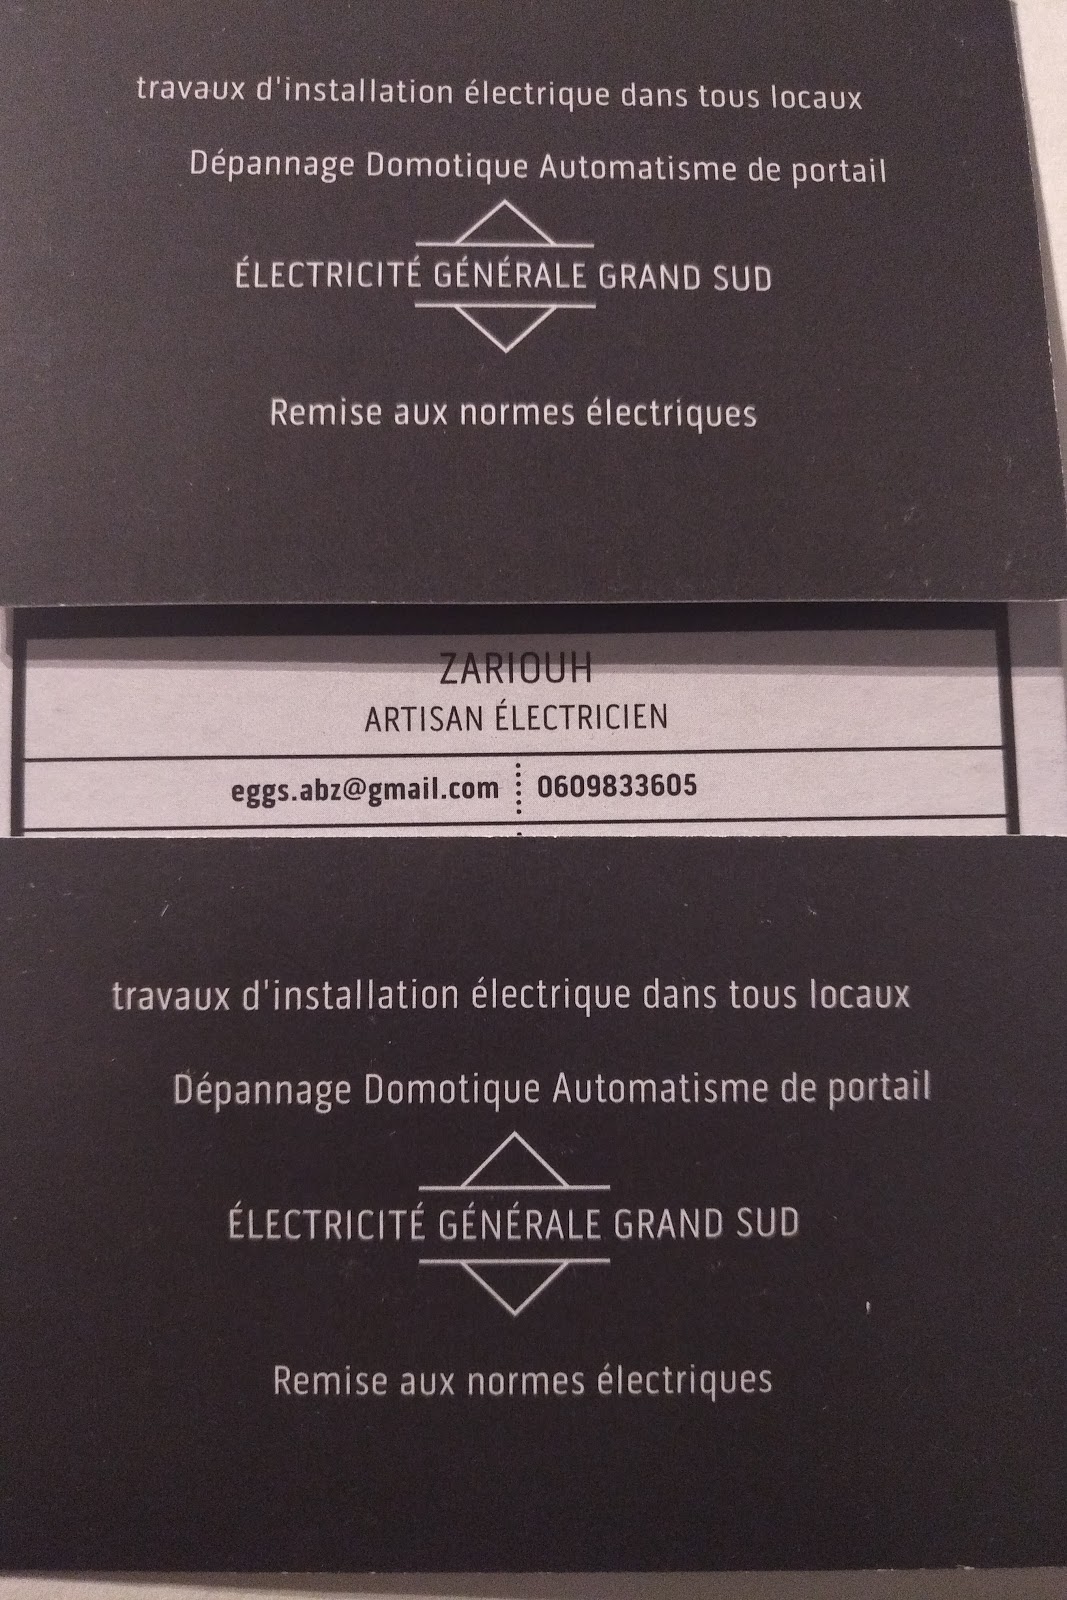 travaux d'installation électrique dans tous locaux
Dépannage Domotique Automatisme de portail
ÉLECTRICITÉ GÉNÉRALE GRAND SUD
Remise aux normes électriques
ZARIOUH
ARTISAN ÉLECTRICIEN
eggs.abz@gmail.com 0609833605
travaux d'installation électrique dans tous locaux
Dépannage Domotique Automatisme de portail
ÉLECTRICITÉ GÉNÉRALE GRAND SUD
Remise aux normes électriques